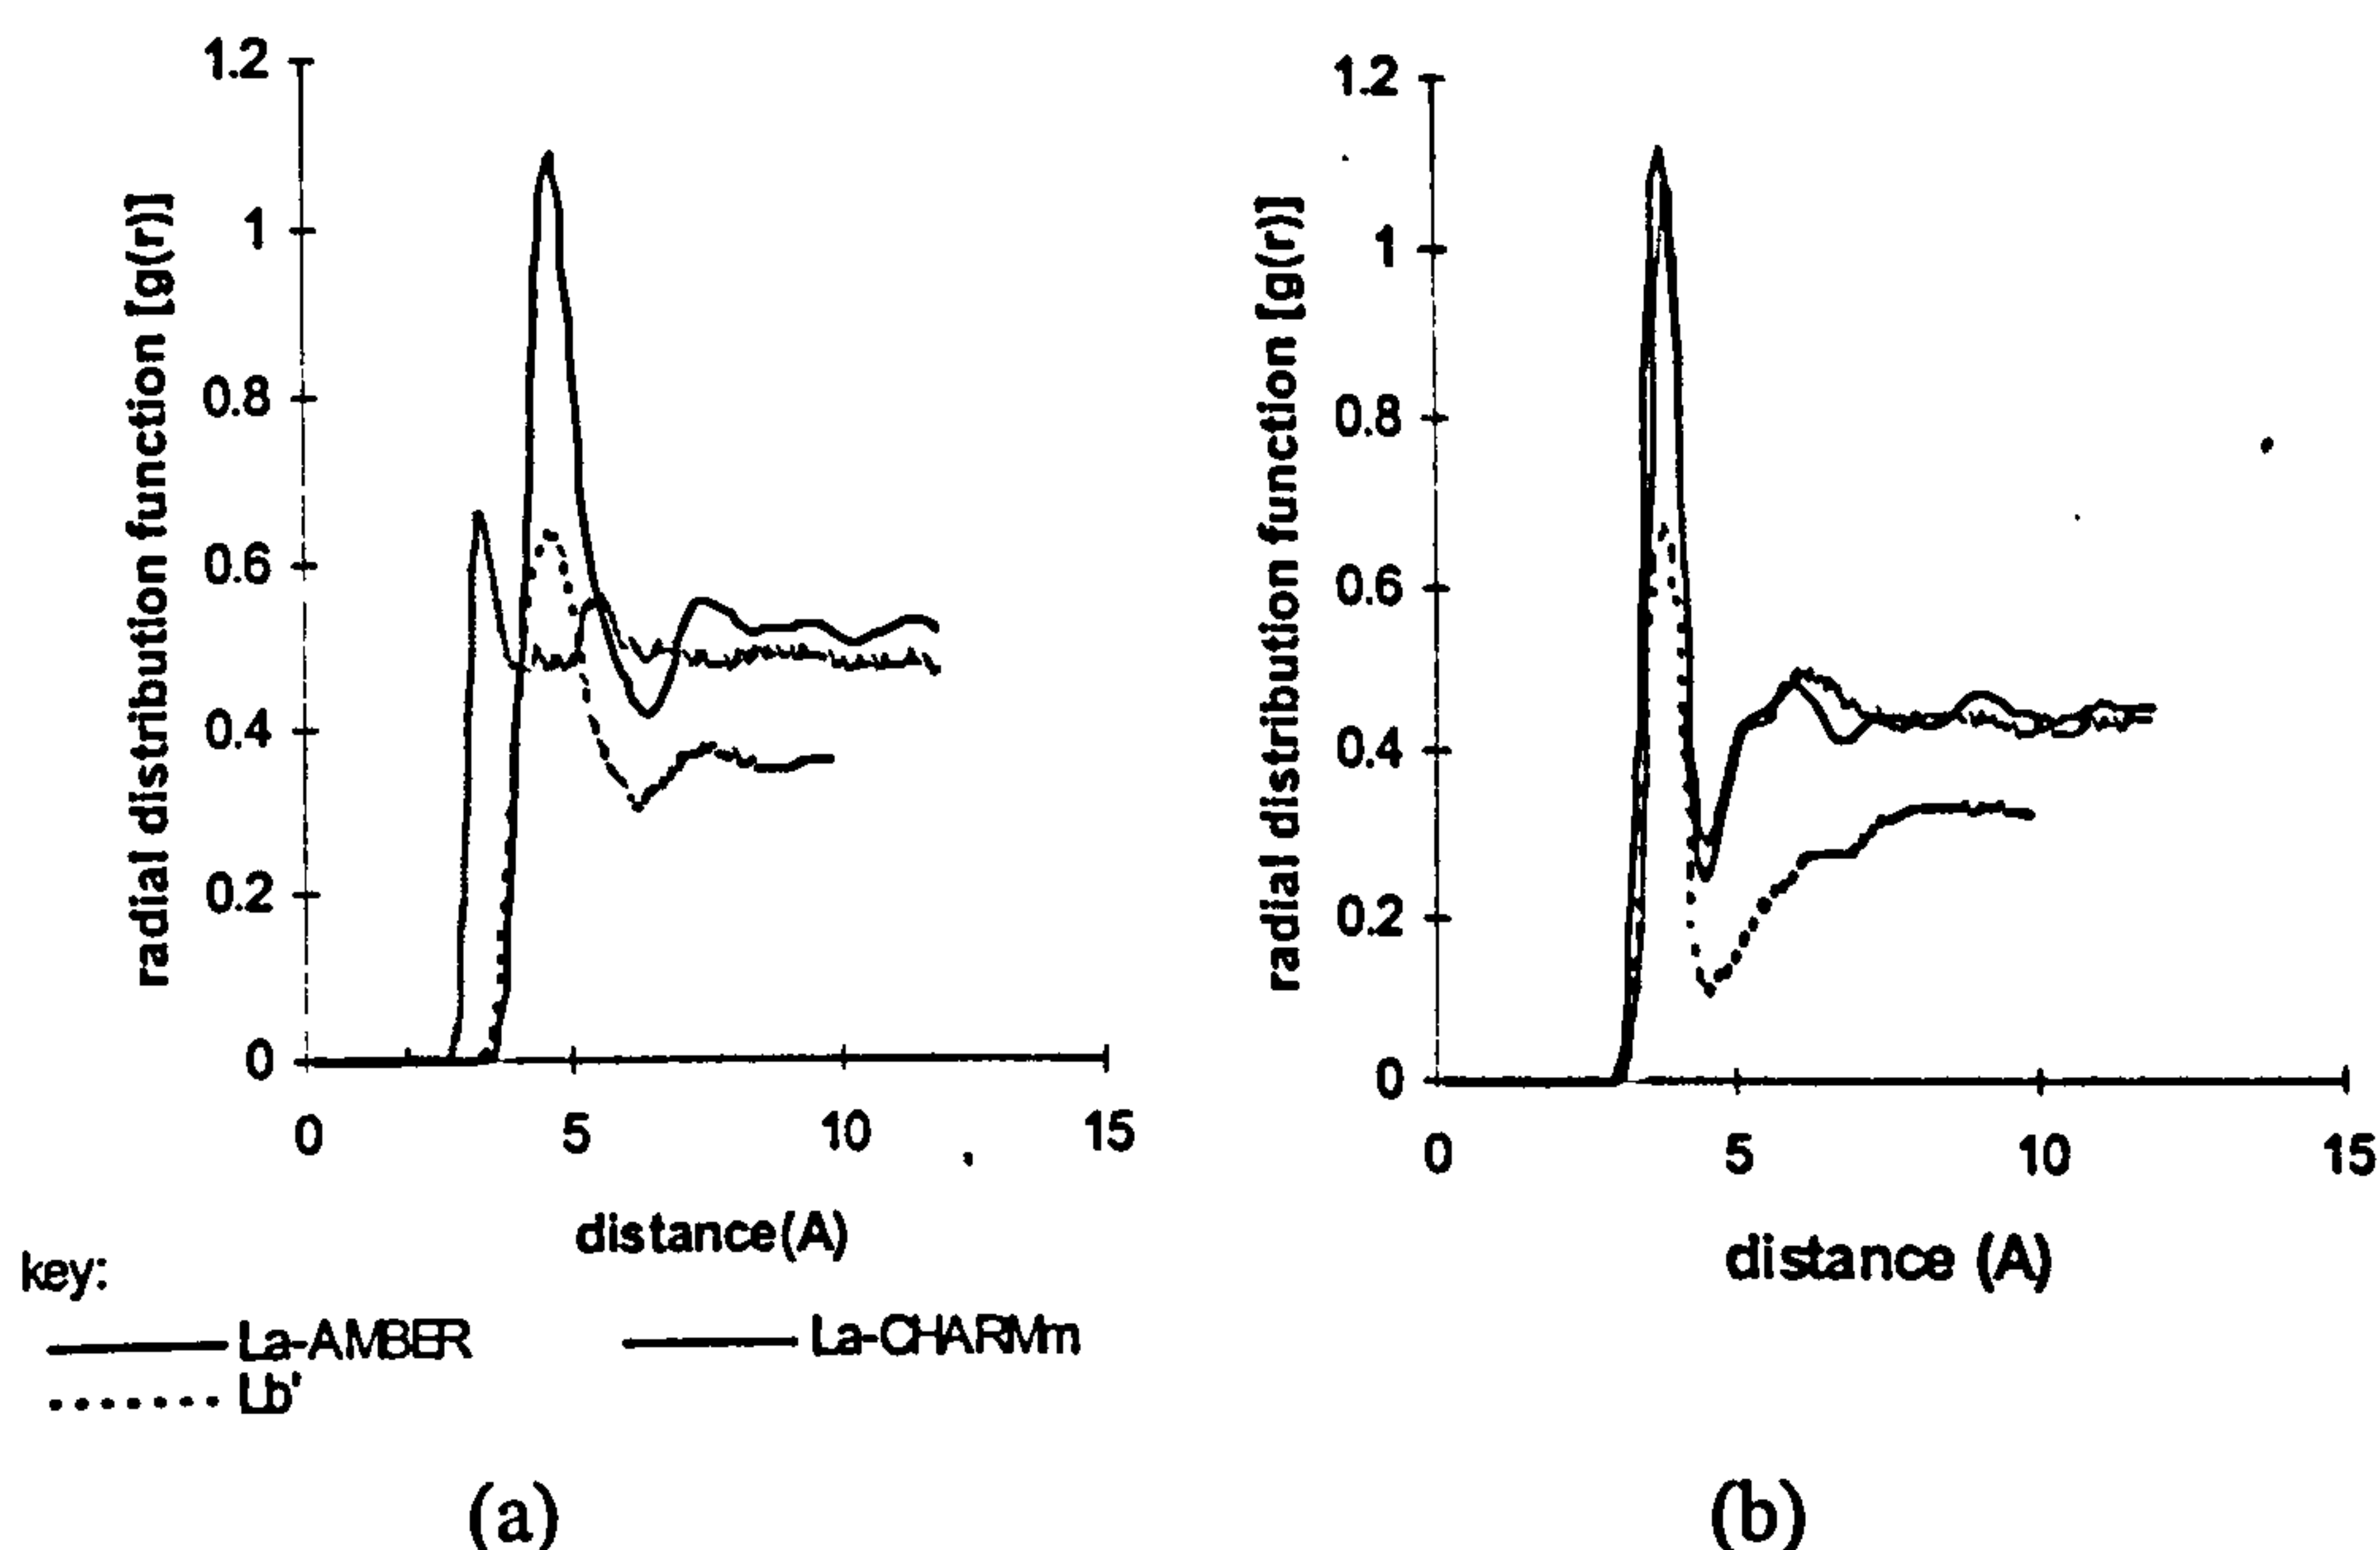 radial distribution function [g(r)]
1.2
1
0.8
0.6
0.4
0.2
0
0 5 10 15
distance(A)
radial distribution function [g(r)]
1.2
1
0.8
0.6
0.4
0.2
0
0 5 10 15
distance (A)
key:
La-AMBER La-CHARMm
Lb'
(a) (b)